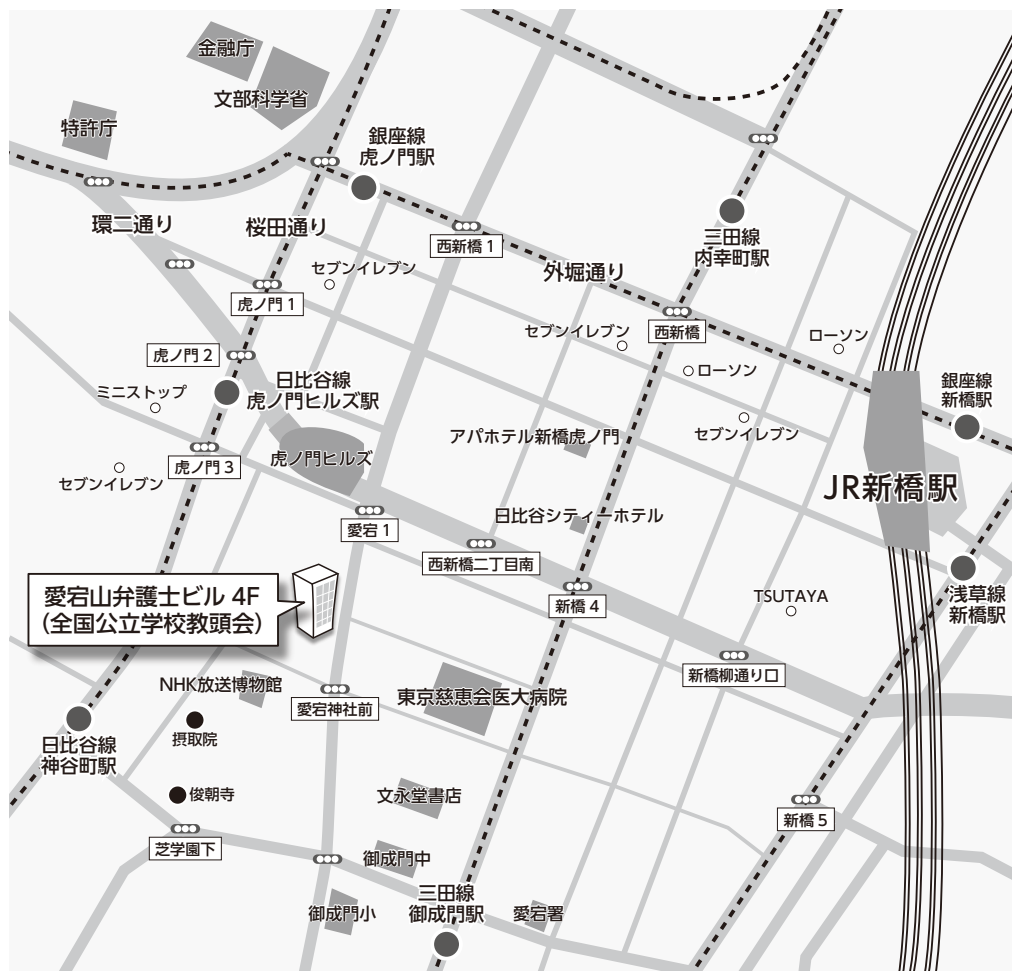 金融庁
文部科学省
特許庁
銀座線
虎ノ門駅
環二通り
桜田通り
西新橋 1
三田線
内幸町駅
セブンイレブン
外堀通り
虎ノ門 1
セブンイレブン
西新橋
ローソン
虎ノ門 2
日比谷線
虎ノ門ヒルズ駅
ローソン
銀座線
新橋駅
ミニストップ
アパホテル新橋虎ノ門
セブンイレブン
虎ノ門 3
虎ノ門ヒルズ
セブンイレブン
JR新橋駅
愛宕 1
日比谷シティーホテル
西新橋二丁目南
愛宕山弁護士ビル 4F
(全国公立学校教頭会)
新橋 4
TSUTAYA
浅草線
新橋駅
NHK放送博物館
愛宕神社前
東京慈恵会医大病院
新橋柳通り口
日比谷線
神谷町駅
摂取院
俊朝寺
文永堂書店
新橋 5
芝学園下
御成門中
御成門小
三田線
御成門駅
愛宕署